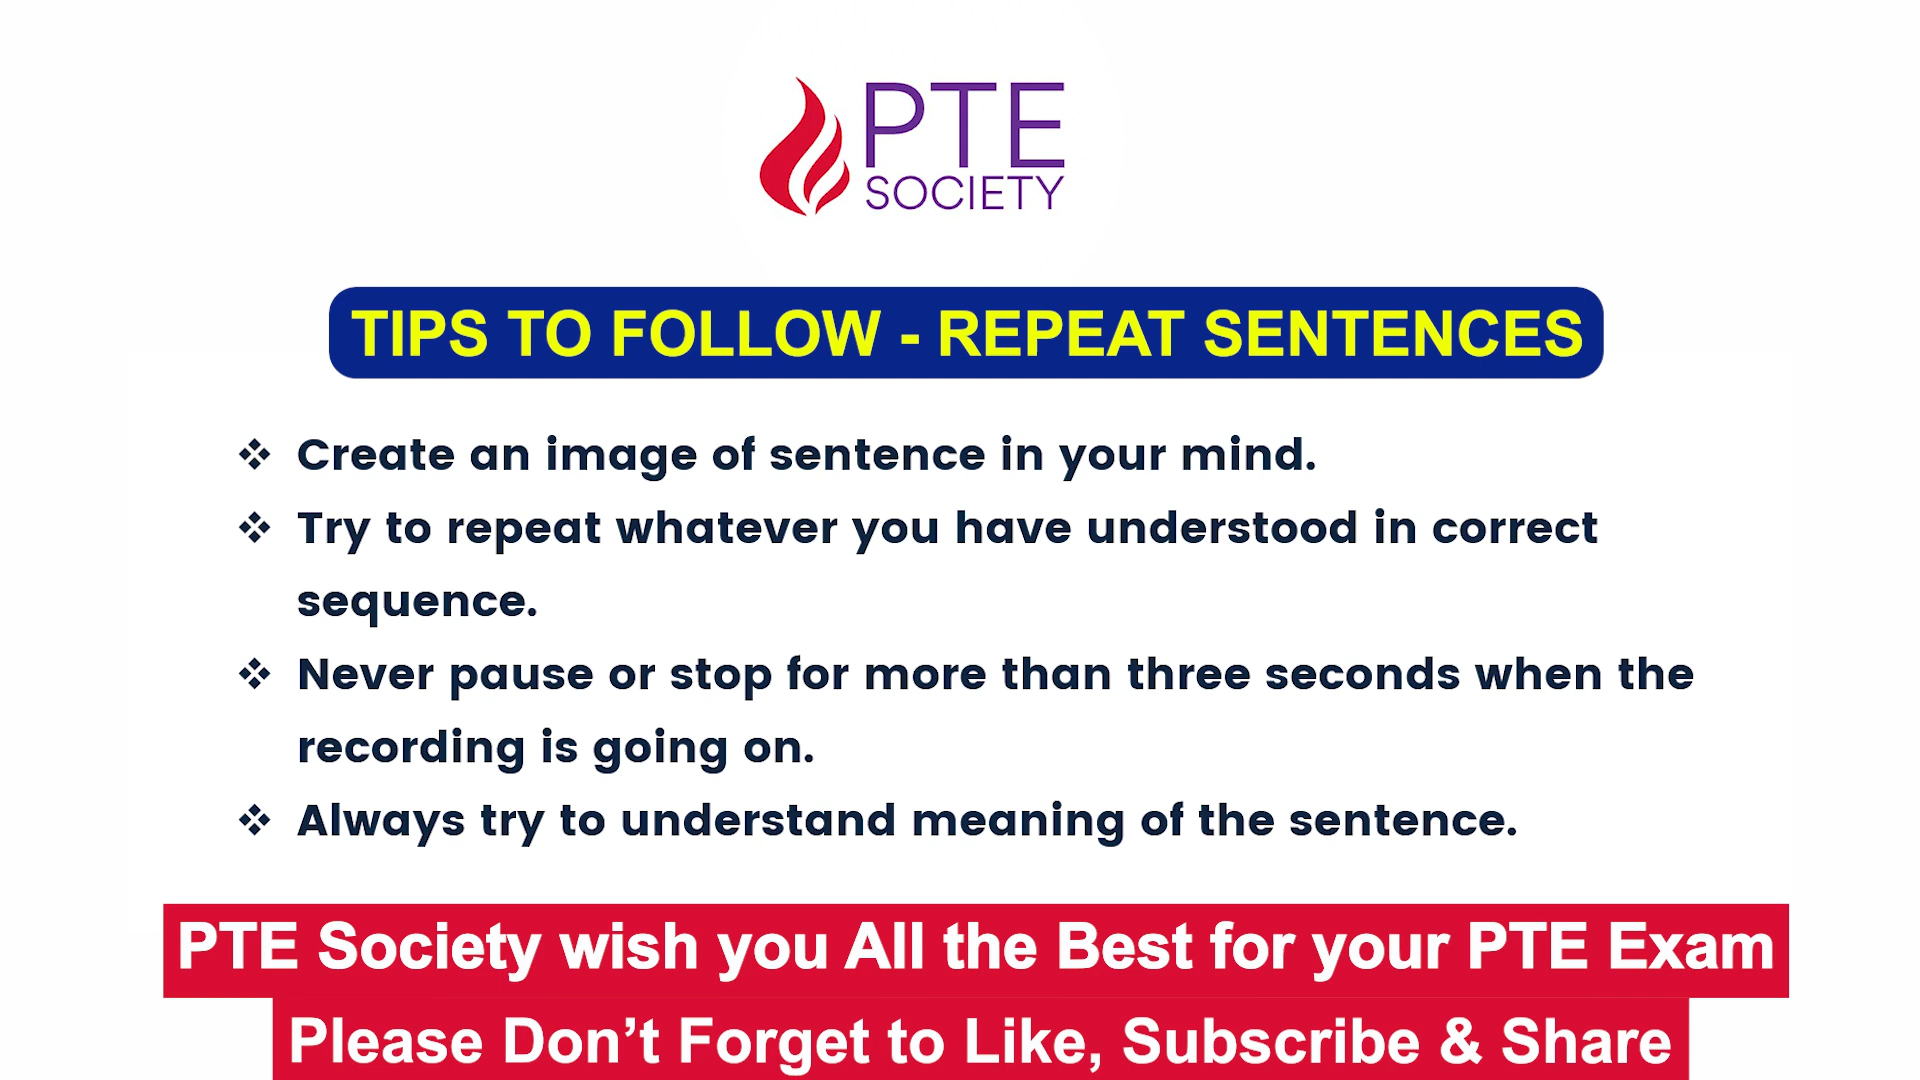 PTE
SOCIETY
TIPS TO FOLLOW - REPEAT SENTENCES
❖ Create an image of sentence in your mind.
❖ Try to repeat whatever you have understood in correct
sequence.
❖ Never pause or stop for more than three seconds when the
recording is going on.
❖ Always try to understand meaning of the sentence.
PTE Society wish you All the Best for your PTE Exam
Please Don’t Forget to Like, Subscribe & Share